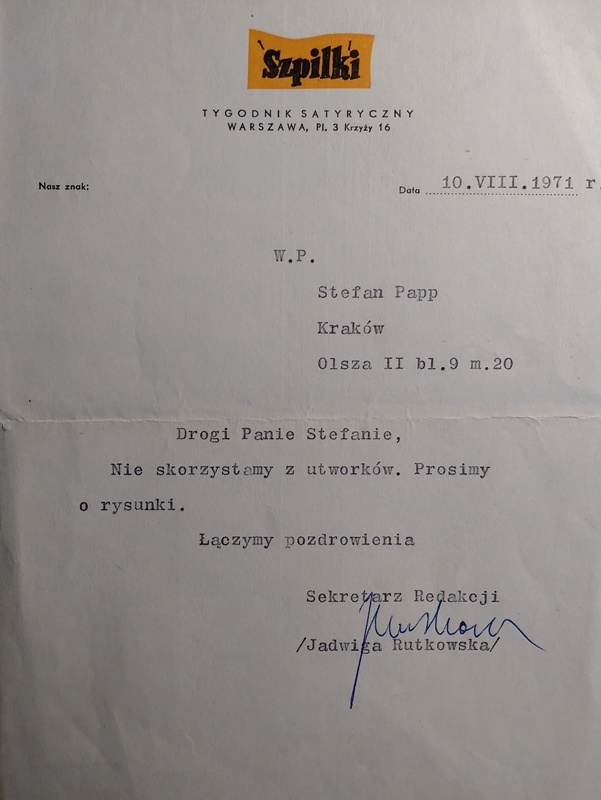 Szpilki
TYGODNIK SATYRYCZNY
WARSZAWA, Pl. 3 Krzyży 16
Nasz znak:
Data 10.VIII.1971 r
W.P.
Stefan Papp
Kraków
Olsza II bl.9 m.20
Drogi Panie Stefanie,
Nie skorzystamy z utworków. Prosimy
o rysunki.
Łączymy pozdrowienia
Sekretarz Redakcji
/Jadwiga Rutkowska/